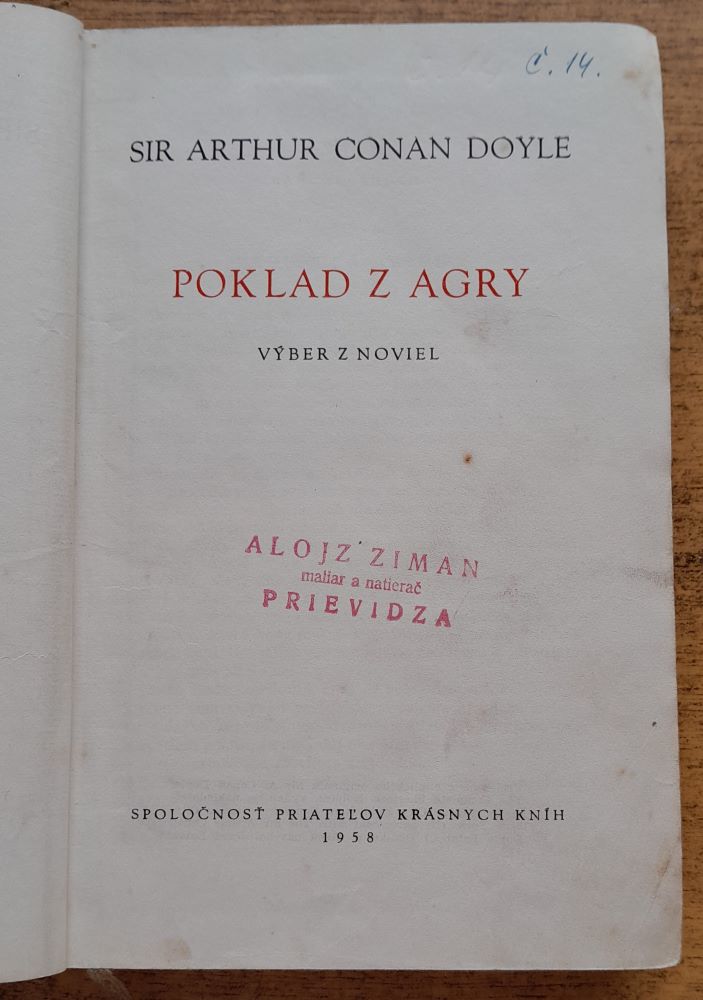 č. 14.
SIR ARTHUR CONAN DOYLE
POKLAD Z AGRY
VÝBER Z NOVIEL
ALOJZ ZIMAN
maliar a natierač
PRIEVIDZA
SPOLOČNOSŤ PRIATEĽOV KRÁSNYCH KNÍH
1958